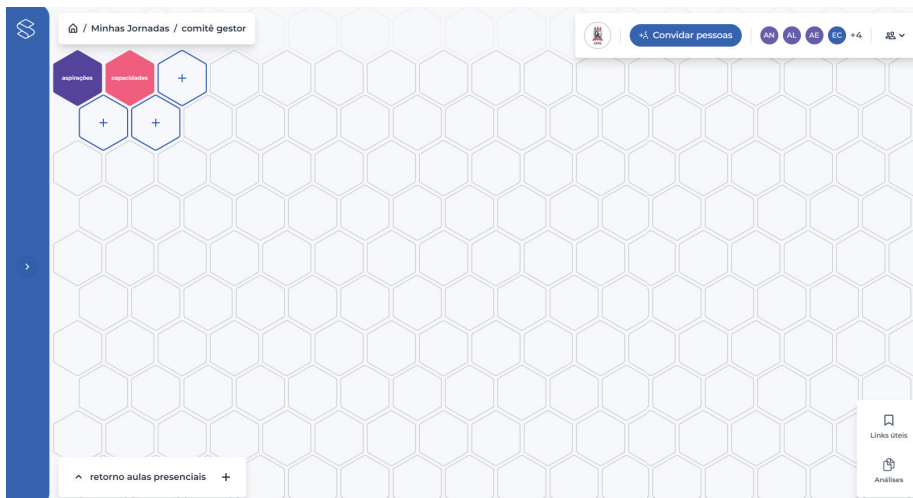 / Minhas Jornadas / comitê gestor
Convidar pessoas
AN AL AE EC +4
aspirações
capacidades
+
+ +
Links úteis
Análises
retorno aulas presenciais +